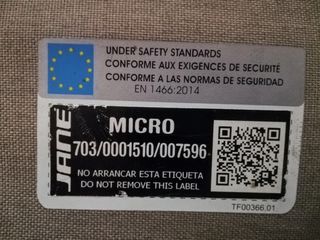 UNDER SAFETY STANDARDS
CONFORME AUX EXIGENCES DE SECURITÉ
CONFORME A LAS NORMAS DE SEGURIDAD
EN 1466:2014
JANE
MICRO
703/0001510/007596
NO ARRANCAR ESTA ETIQUETA
DO NOT REMOVE THIS LABEL
TF00366.01